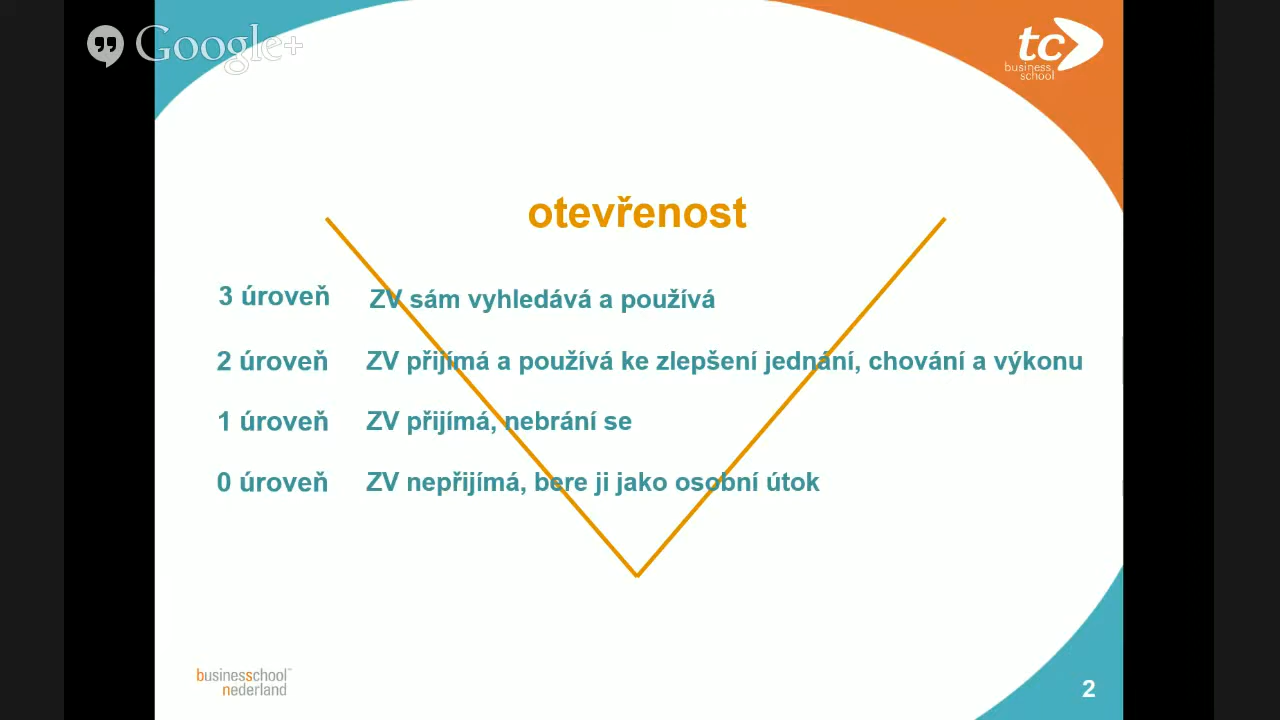 Google+
tc
business
school
otevřenost
3 úroveň ZV sám vyhledává a používá
2 úroveň ZV přijímá a používá ke zlepšení jednání, chování a výkonu
1 úroveň ZV přijímá, nebrání se
0 úroveň ZV nepřijímá, bere ji jako osobní útok
businesschool™
nederland
2